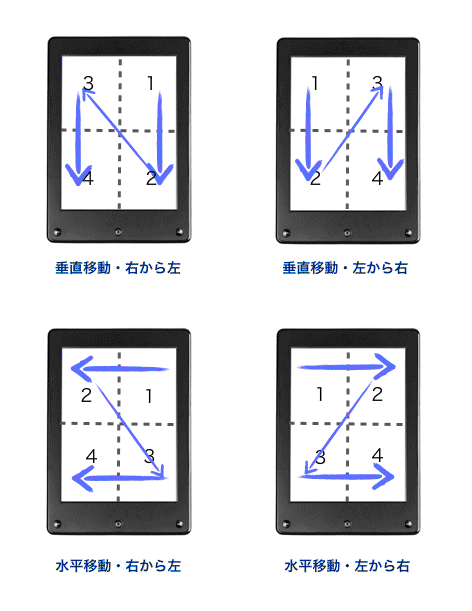 3 1
4 2
垂直移動・右から左
1 3
2 4
垂直移動・左から右
2 1
4 3
水平移動・右から左
1 2
3 4
水平移動・左から右